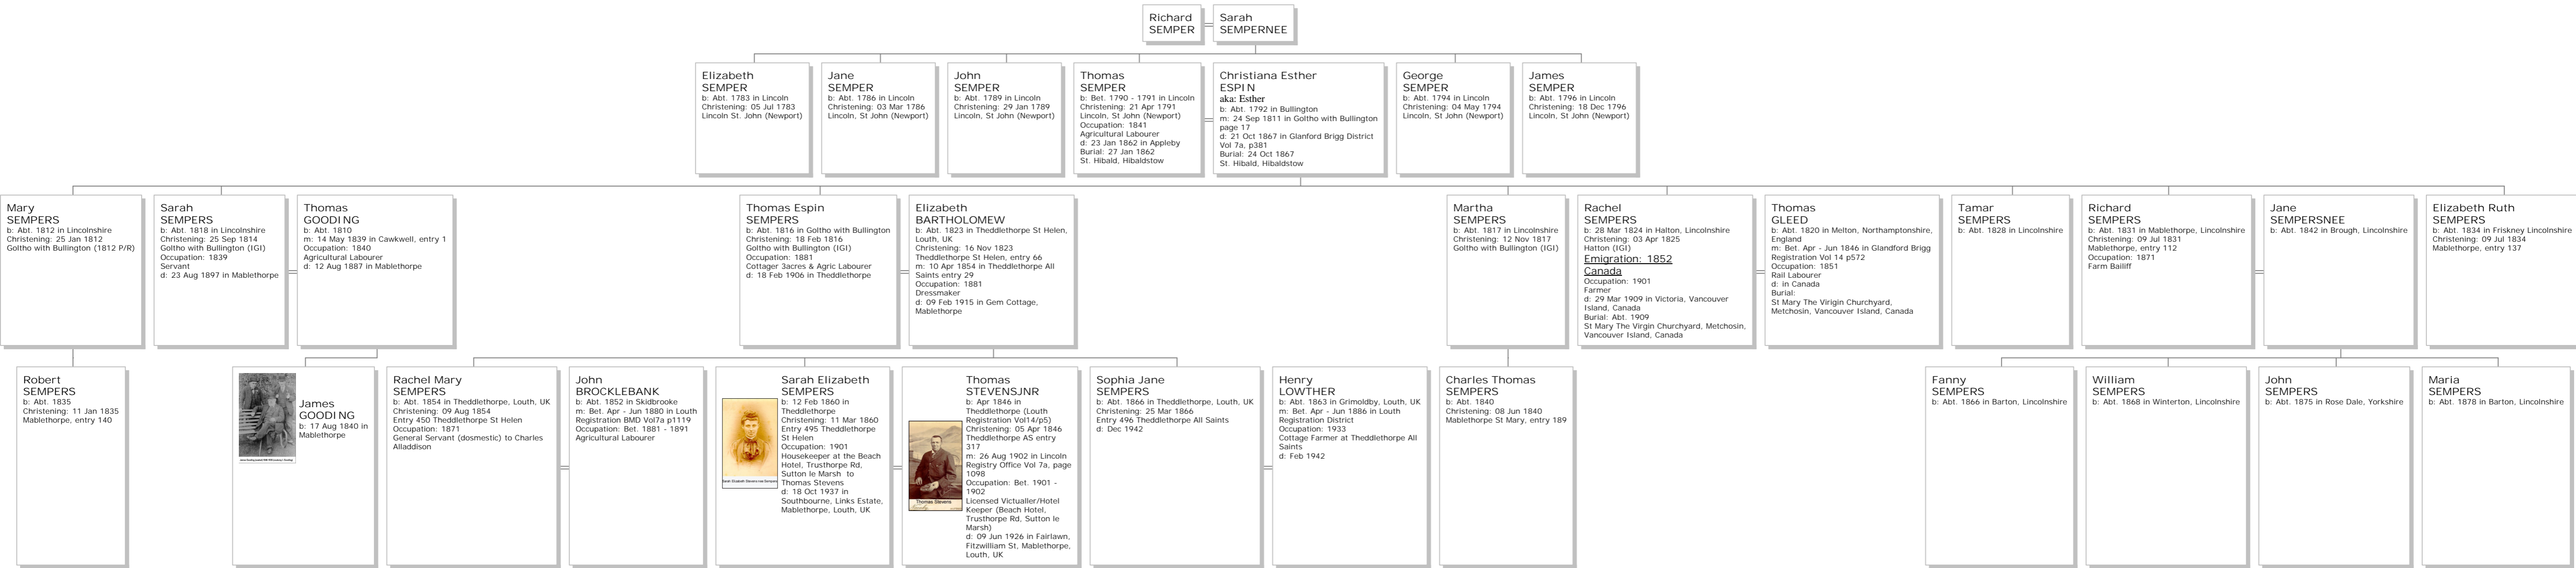 Richard
SEMPER
Sarah
SEMPERNEE
Elizabeth
SEMPER
b: Abt. 1783 in Lincoln
Christening: 05 Jul 1783
Lincoln St. John (Newport)
Jane
SEMPER
b: Abt. 1786 in Lincoln
Christening: 03 Mar 1786
Lincoln, St John (Newport)
John
SEMPER
b: Abt. 1789 in Lincoln
Christening: 29 Jan 1789
Lincoln, St John (Newport)
Thomas
SEMPER
b: Bet. 1790 - 1791 in Lincoln
Christening: 21 Apr 1791
Lincoln, St John (Newport)
Occupation: 1841
Agricultural Labourer
d: 23 Jan 1862 in Appleby
Burial: 27 Jan 1862
St. Hibald, Hibaldstow
Christiana Esther
ESPIN
aka: Esther
b: Abt. 1792 in Bullington
m: 24 Sep 1811 in Goltho with Bullington
page 17
d: 21 Oct 1867 in Glanford Brigg District
Vol 7a, p381
Burial: 24 Oct 1867
St. Hibald, Hibaldstow
George
SEMPER
b: Abt. 1794 in Lincoln
Christening: 04 May 1794
Lincoln, St John (Newport)
James
SEMPER
b: Abt. 1796 in Lincoln
Christening: 18 Dec 1796
Lincoln, St John (Newport)
Mary
SEMPERS
b: Abt. 1812 in Lincolnshire
Christening: 25 Jan 1812
Goltho with Bullington (1812 P/R)
Sarah
SEMPERS
b: Abt. 1818 in Lincolnshire
Christening: 25 Sep 1814
Goltho with Bullington (IGI)
Occupation: 1839
Servant
d: 23 Aug 1897 in Mablethorpe
Thomas
GOODING
b: Abt. 1810
m: 14 May 1839 in Cawkwell, entry 1
Occupation: 1840
Agricultural Labourer
d: 12 Aug 1887 in Mablethorpe
Thomas Espin
SEMPERS
b: Abt. 1816 in Goltho with Bullington
Christening: 18 Feb 1816
Goltho with Bullington (IGI)
Occupation: 1881
Cottager 3acres & Agric Labourer
d: 18 Feb 1906 in Theddlethorpe
Elizabeth
BARTHOLOMEW
b: Abt. 1823 in Theddlethorpe St Helen,
Louth, UK
Christening: 16 Nov 1823
Theddlethorpe St Helen, entry 66
m: 10 Apr 1854 in Theddlethorpe All
Saints entry 29
Occupation: 1881
Dressmaker
d: 09 Feb 1915 in Gem Cottage,
Mablethorpe
Martha
SEMPERS
b: Abt. 1817 in Lincolnshire
Christening: 12 Nov 1817
Goltho with Bullington (IGI)
Rachel
SEMPERS
b: 28 Mar 1824 in Halton, Lincolnshire
Christening: 03 Apr 1825
Hatton (IGI)
Emigration: 1852
Canada
Occupation: 1901
Farmer
d: 29 Mar 1909 in Victoria, Vancouver
Island, Canada
Burial: Abt. 1909
St Mary The Virgin Churchyard, Metchosin,
Vancouver Island, Canada
Thomas
GLEED
b: Abt. 1820 in Melton, Northamptonshire,
England
m: Bet. Apr - Jun 1846 in Glandford Brigg
Registration Vol 14 p572
Occupation: 1851
Rail Labourer
d: in Canada
Burial:
St Mary The Virigin Churchyard,
Metchosin, Vancouver Island, Canada
Tamar
SEMPERS
b: Abt. 1828 in Lincolnshire
Richard
SEMPERS
b: Abt. 1831 in Mablethorpe, Lincolnshire
Christening: 09 Jul 1831
Mablethorpe, entry 112
Occupation: 1871
Farm Bailiff
Jane
SEMPERSNEE
b: Abt. 1842 in Brough, Lincolnshire
Elizabeth Ruth
SEMPERS
b: Abt. 1834 in Friskney Lincolnshire
Christening: 09 Jul 1834
Mablethorpe, entry 137
Robert
SEMPERS
b: Abt. 1835
Christening: 11 Jan 1835
Mablethorpe, entry 140
James
GOODING
b: 17 Aug 1840 in
Mablethorpe
Rachel Mary
SEMPERS
b: Abt. 1854 in Theddlethorpe, Louth, UK
Christening: 09 Aug 1854
Entry 450 Theddlethorpe St Helen
Occupation: 1871
General Servant (dosmestic) to Charles
Alladdison
John
BROCKLEBANK
b: Abt. 1852 in Skidbrooke
m: Bet. Apr - Jun 1880 in Louth
Registration BMD Vol7a p1119
Occupation: Bet. 1881 - 1891
Agricultural Labourer
Sarah Elizabeth
SEMPERS
b: 12 Feb 1860 in
Theddlethorpe
Christening: 11 Mar 1860
Entry 495 Theddlethorpe
St Helen
Occupation: 1901
Housekeeper at the Beach
Hotel, Trusthorpe Rd,
Sutton le Marsh to
Thomas Stevens
d: 18 Oct 1937 in
Southbourne, Links Estate,
Mablethorpe, Louth, UK
Thomas Stevens
Thomas
STEVENSJNR
b: Apr 1846 in
Theddlethorpe (Louth
Registration Vol14/p5)
Christening: 05 Apr 1846
Theddlethorpe AS entry
317
m: 26 Aug 1902 in Lincoln
Registry Office Vol 7a, page
1098
Occupation: Bet. 1901 -
1902
Licensed Victualler/Hotel
Keeper (Beach Hotel,
Trusthorpe Rd, Sutton le
Marsh)
d: 09 Jun 1926 in Fairlawn,
Fitzwilliam St, Mablethorpe,
Louth, UK
Sophia Jane
SEMPERS
b: Abt. 1866 in Theddlethorpe, Louth, UK
Christening: 25 Mar 1866
Entry 496 Theddlethorpe All Saints
d: Dec 1942
Henry
LOWTHER
b: Abt. 1863 in Grimoldby, Louth, UK
m: Bet. Apr - Jun 1886 in Louth
Registration District
Occupation: 1933
Cottage Farmer at Theddlethorpe All
Saints
d: Feb 1942
Charles Thomas
SEMPERS
b: Abt. 1840
Christening: 08 Jun 1840
Mablethorpe St Mary, entry 189
Fanny
SEMPERS
b: Abt. 1866 in Barton, Lincolnshire
William
SEMPERS
b: Abt. 1868 in Winterton, Lincolnshire
John
SEMPERS
b: Abt. 1875 in Rose Dale, Yorkshire
Maria
SEMPERS
b: Abt. 1878 in Barton, Lincolnshire